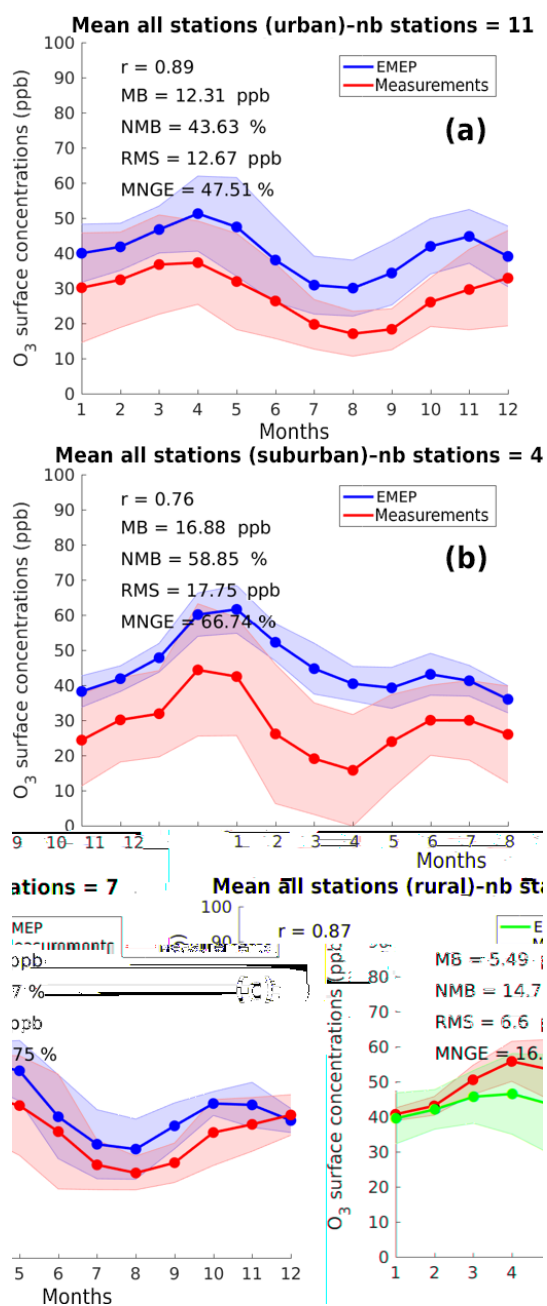 Mean all stations (urban)–nb stations = 11
100
90
80
70
60
50
40
30
20
10
0
O3 surface concentrations (ppb)
r = 0.89
MB = 12.31 ppb
NMB = 43.63 %
RMS = 12.67 ppb
MNGE = 47.51 %
EMEP
Measurements
(a)
1 2 3 4 5 6 7 8 9 10 11 12
Months
Mean all stations (suburban)–nb stations = 4
100
90
80
70
60
50
40
30
20
10
0
O3 surface concentrations (ppb)
r = 0.76
MB = 16.88 ppb
NMB = 58.85 %
RMS = 17.75 ppb
MNGE = 66.74 %
EMEP
Measurements
(b)
9 10 11 12 1 2 3 4 5 6 7 8
Months
ations = 7
MEP
7 %
75 %
5 6 7 8 9 10 11 12
Months
Mean all stations (rural)–nb sta
100
r = 0.87
MB = 5.49
NMB = 14.7
RMS = 6.6
MNGE = 16.
80
70
60
50
40
30
20
10
0
O3 surface concentrations (ppb
1 2 3 4